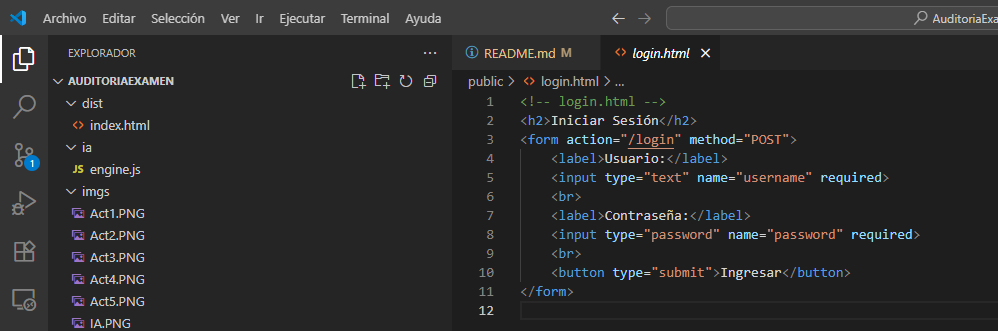 Archivo Editar Selección Ver Ir Ejecutar Terminal Ayuda
AuditoriaExa
EXPLORADOR
AUDITORIAEXAMEN
dist
index.html
ia
JS engine.js
imgs
Act1.PNG
Act2.PNG
Act3.PNG
Act4.PNG
Act5.PNG
IA.PNG
1
README.md M
login.html
public > login.html > ...
1 <!-- login.html -->
2 <h2>Iniciar Sesión</h2>
3 <form action="/login" method="POST">
4 <label>Usuario:</label>
5 <input type="text" name="username" required>
6 <br>
7 <label>Contraseña:</label>
8 <input type="password" name="password" required>
9 <br>
10 <button type="submit">Ingresar</button>
11 </form>
12